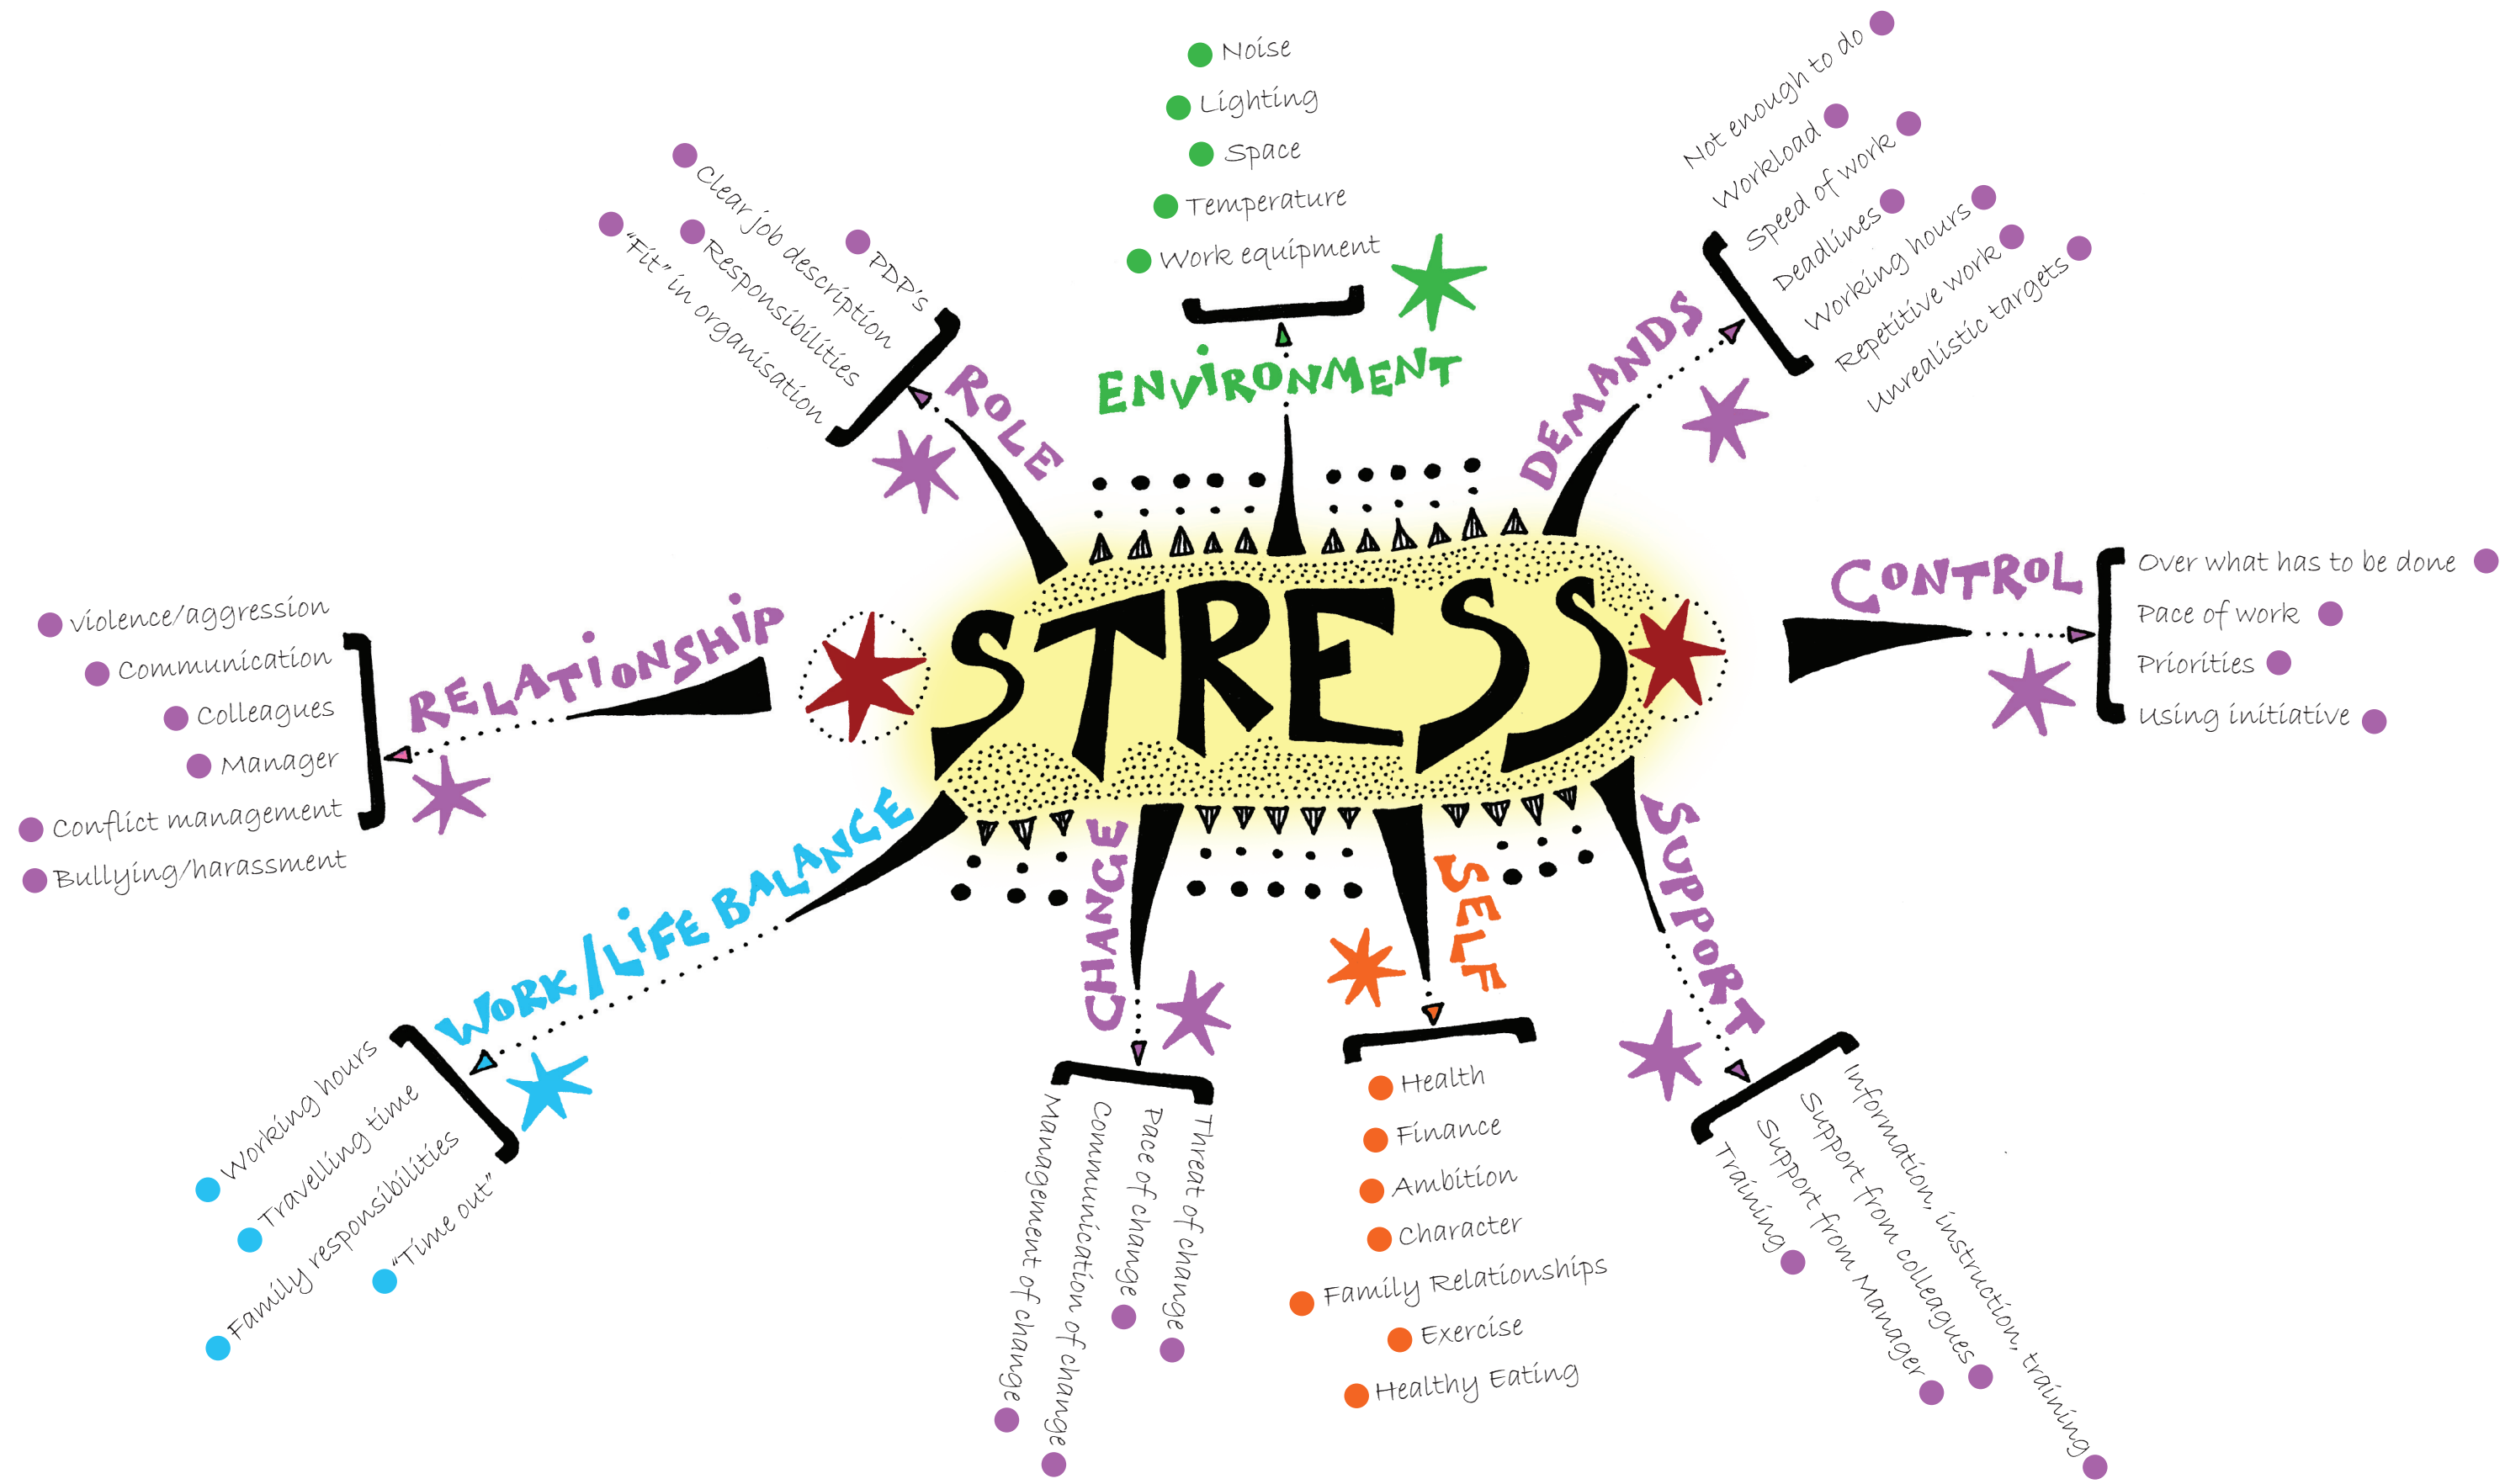 STRESS
ENVIRONMENT
Noise
Lighting
Space
Temperature
Work equipment
DEMANDS
Not enough to do
Workload
Speed of work
Deadlines
Working hours
Repetitive work
Unrealistic targets
CONTROL
Over what has to be done
Pace of work
Priorities
Using initiative
SUPPORT
Information, instruction, training
Support from colleagues
Support from Manager
Training
SELF
Health
Finance
Ambition
Character
Family Relationships
Exercise
Healthy Eating
CHANGE
Threat of change
Pace of change
Communication of change
Management of change
WORK/LiFE BALANCE
Working hours
Travelling time
Family responsibilities
"Time out"
RELATiONSHiP
Violence/aggression
Communication
Colleagues
Manager
Conflict management
Bullying/harassment
ROLE
PDP's
Clear job description
Responsibilities
"Fit" in organisation